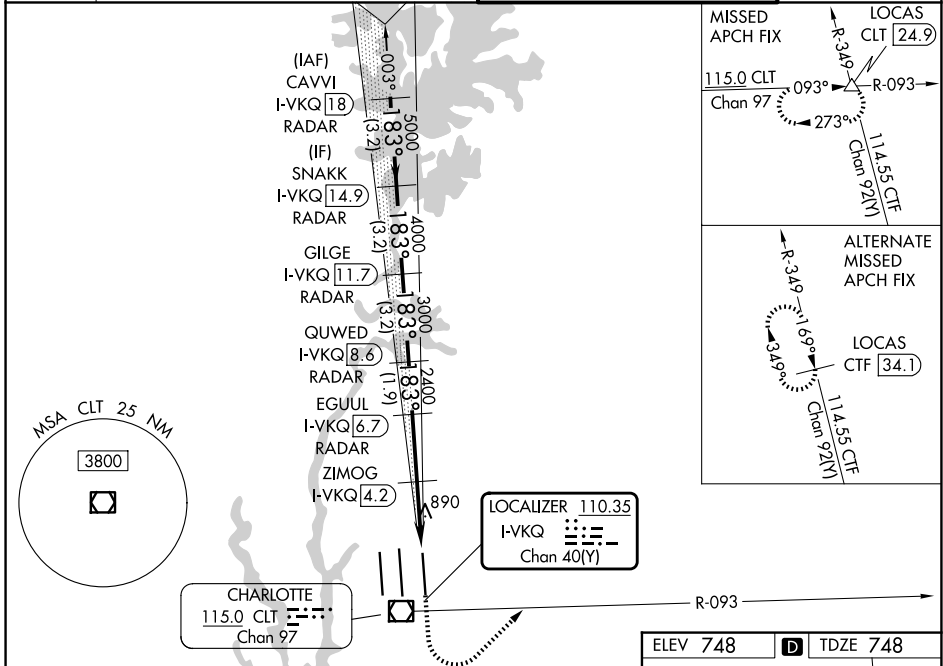 (IAF)
CAVVI
I-VKQ 18
RADAR
(IF)
SNAKK
I-VKQ 14.9
RADAR
GILGE
I-VKQ 11.7
RADAR
QUWED
I-VKQ 8.6
RADAR
EGUUL
I-VKQ 6.7
RADAR
ZIMOG
I-VKQ 4.2
003°
183°
5000
(3.2)
183°
4000
(3.2)
183°
3000
(3.2)
183°
2400
(1.9)
890
MSA CLT 25 NM
3800
LOCALIZER 110.35
I-VKQ
Chan 40(Y)
CHARLOTTE
115.0 CLT
Chan 97
R-093
MISSED
APCH FIX
LOCAS
CLT 24.9
R-349
115.0 CLT
Chan 97
093°
R-093
273°
114.55 CTF
Chan 92(Y)
ALTERNATE
MISSED
APCH FIX
R-349
169°
349°
LOCAS
CTF 34.1
114.55 CTF
Chan 92(Y)
ELEV 748
D
TDZE 748